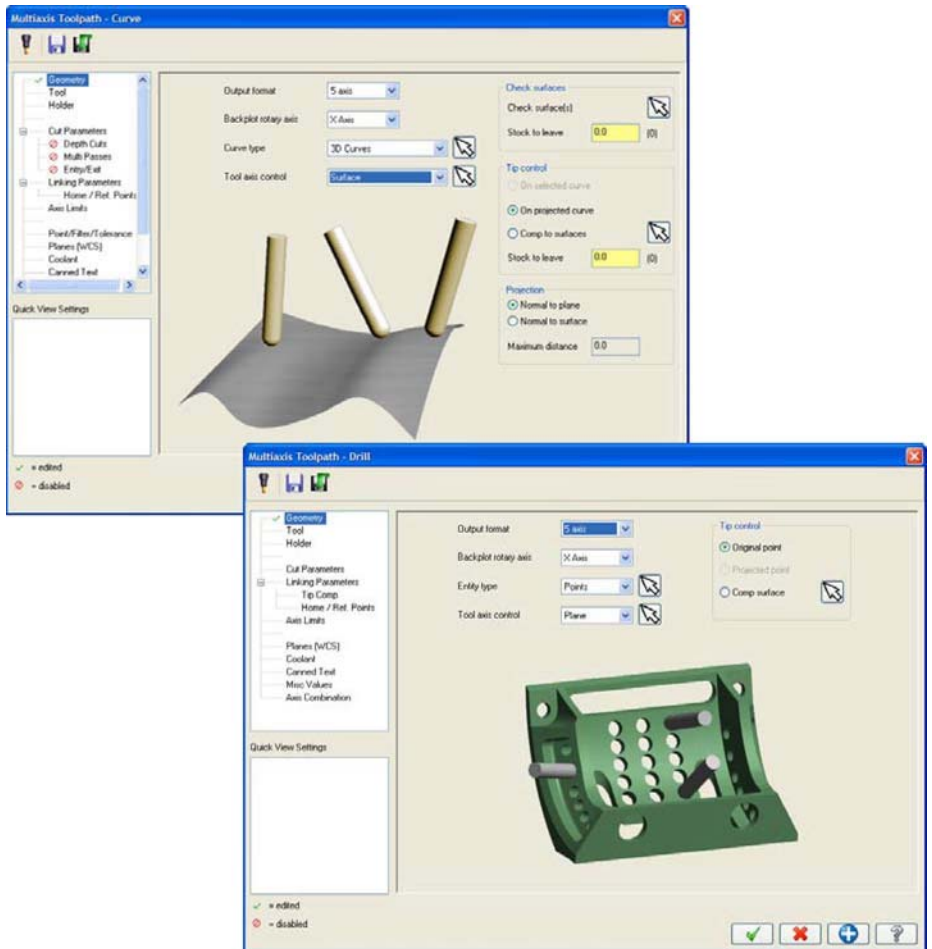 Multiaxis Toolpath - Curve
Geometry
Tool
Holder
Cut Parameters
Depth Cuts
Multi Passes
Entry/Exit
Linking Parameters
Home / Ref. Points
Axis Limits
Point/Filter/Tolerance
Planes (WCS)
Coolant
Canned Text
Quick View Settings
= edited
= disabled
Output format 5 axis
Backplot rotary axis X Axis
Curve type 3D Curves
Tool axis control Surface
Check surfaces
Check surface(s)
Stock to leave 0.0 (0)
Tip control
On selected curve
On projected curve
Comp to surfaces
Stock to leave 0.0 (0)
Projection
Normal to plane
Normal to surface
Maximum distance 0.0
Multiaxis Toolpath - Drill
Geometry
Tool
Holder
Cut Parameters
Linking Parameters
Tip Comp
Home / Ref. Points
Axis Limits
Planes (WCS)
Coolant
Canned Text
Misc Values
Axis Combination
Quick View Settings
= edited
= disabled
Output format 5 axis
Backplot rotary axis X Axis
Entity type Points
Tool axis control Plane
Tip control
Original point
Projected point
Comp surface